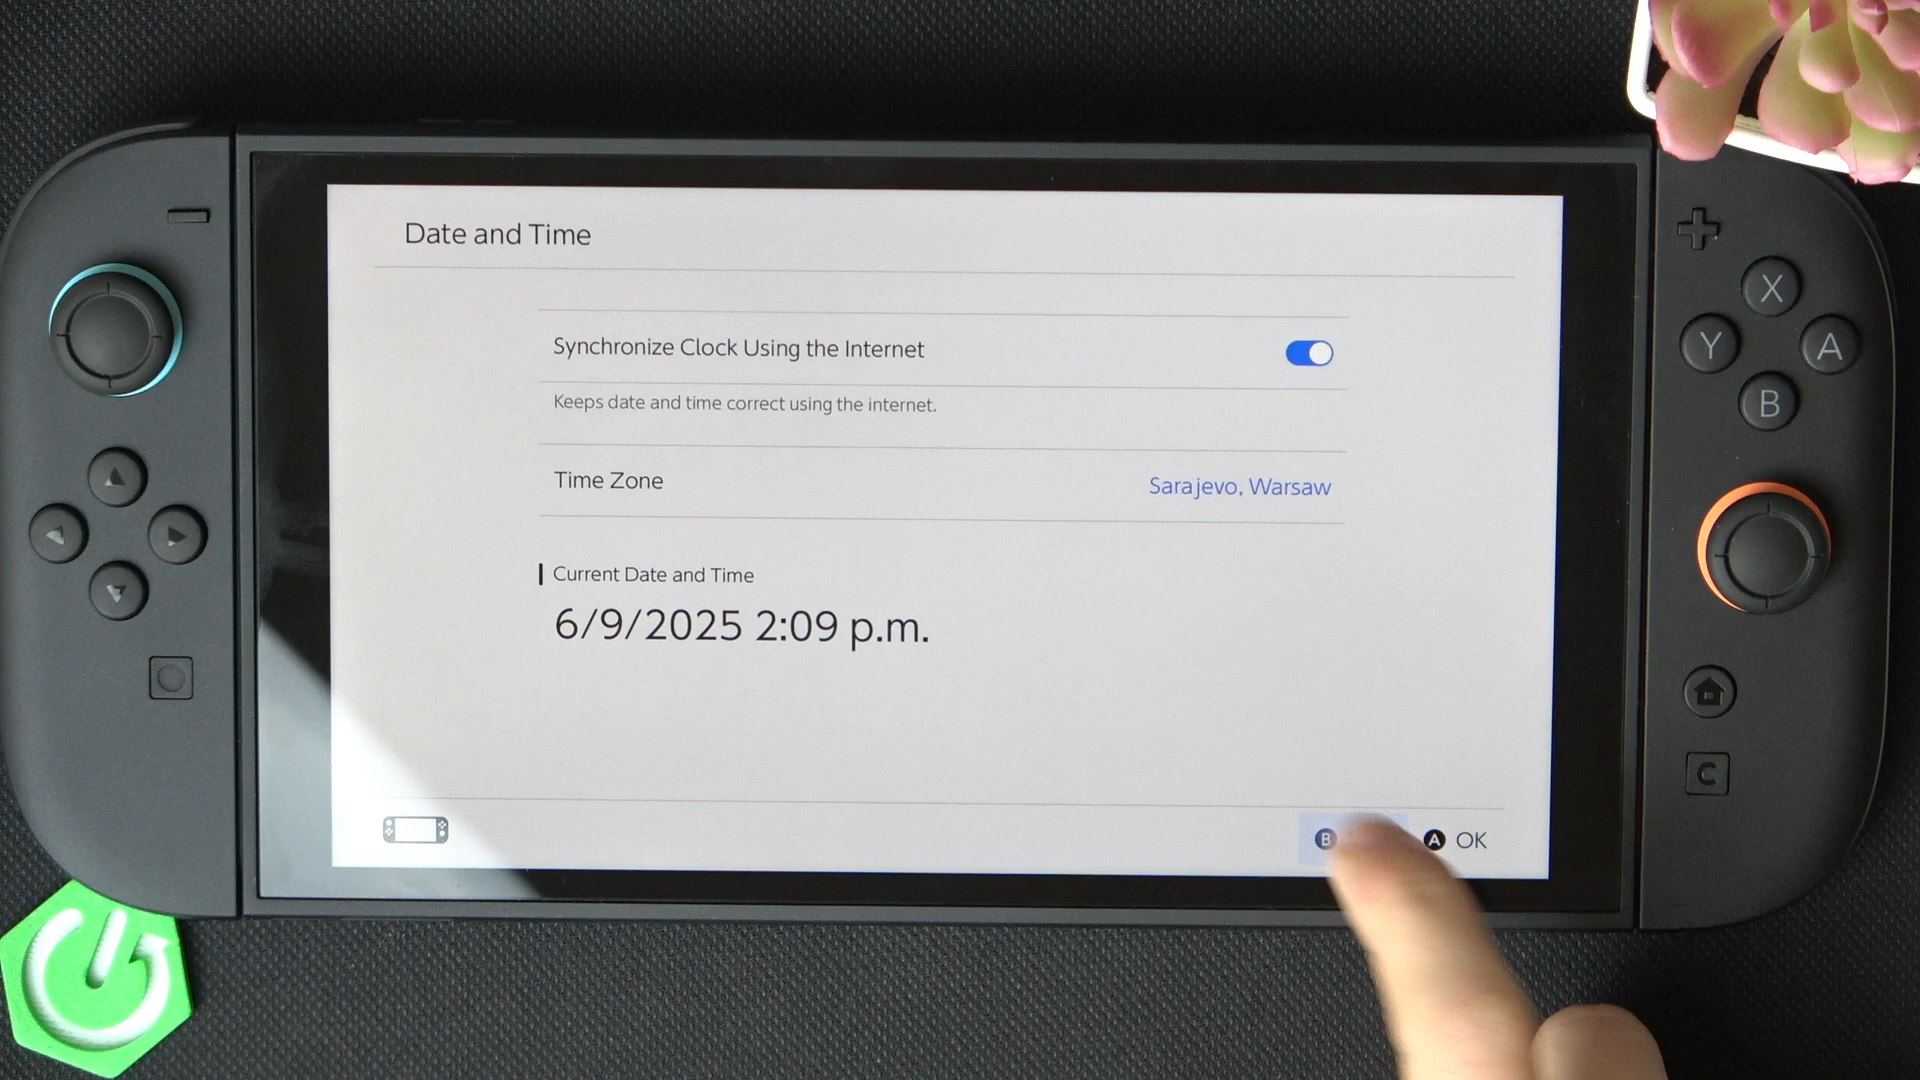 Date and Time
Synchronize Clock Using the Internet
Keeps date and time correct using the internet.
Time Zone
Sarajevo, Warsaw
Current Date and Time
6/9/2025 2:09 p.m.
B
A OK
X
Y
A
B
C